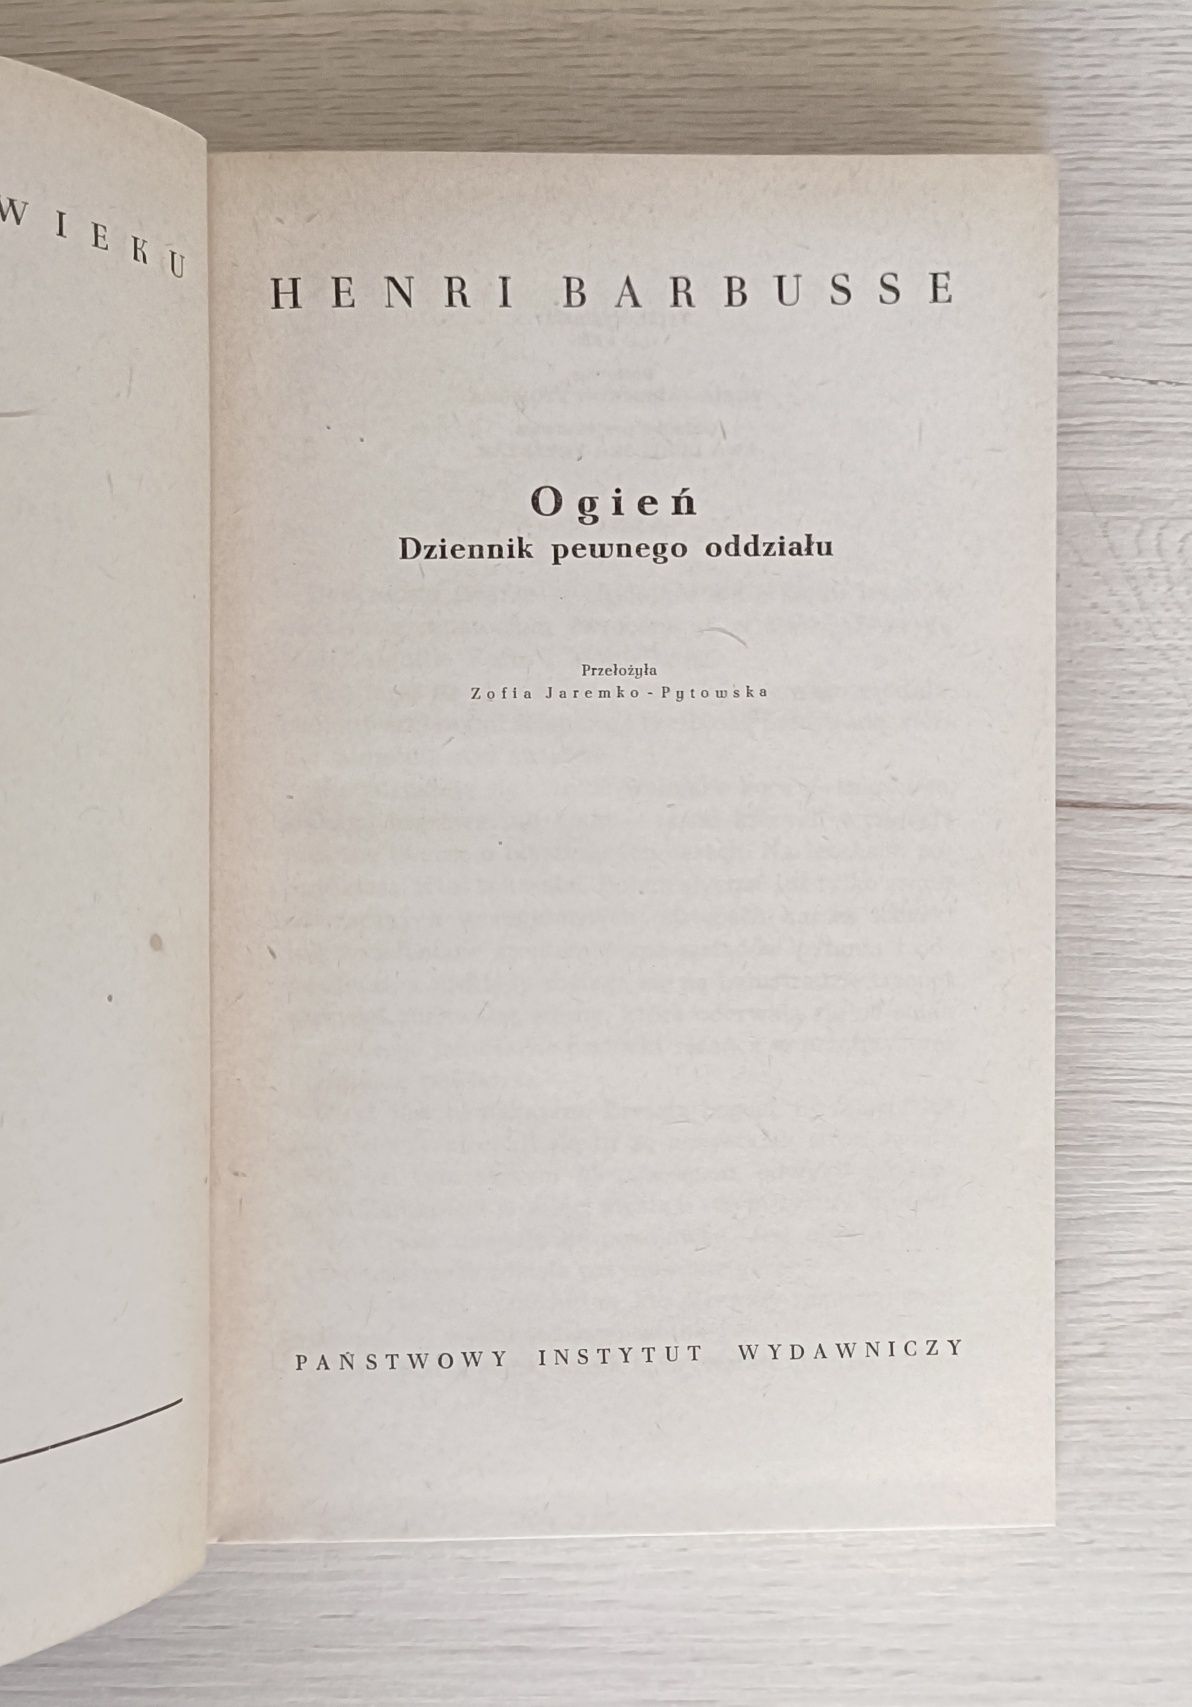 WIEKU
HENRI BARBUSSE
Ogień
Dziennik pewnego oddziału
Przełożyła
Zofia Jaremko-Pytowska
PAŃSTWOWY INSTYTUT WYDAWNICZY